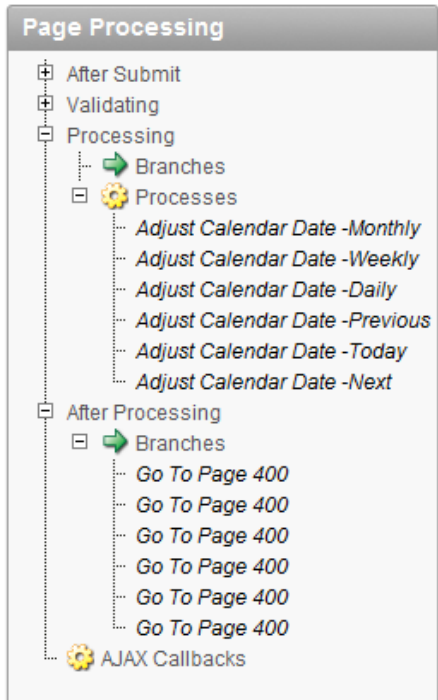 Page Processing
After Submit
Validating
Processing
Branches
Processes
Adjust Calendar Date -Monthly
Adjust Calendar Date -Weekly
Adjust Calendar Date -Daily
Adjust Calendar Date -Previous
Adjust Calendar Date -Today
Adjust Calendar Date -Next
After Processing
Branches
Go To Page 400
Go To Page 400
Go To Page 400
Go To Page 400
Go To Page 400
Go To Page 400
AJAX Callbacks